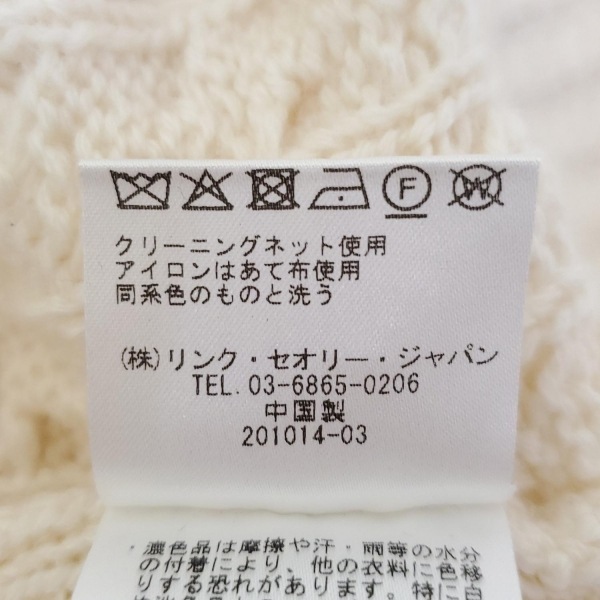 F
W
クリーニングネット使用
アイロンはあて布使用
同系色のものと洗う
(株)リンク・セオリー・ジャパン
TEL. 03-6865-0206
中国製
201014-03
濃色品は摩擦や汗・雨等の水分
の付着により、他の衣料に色移
りする恐れがあります。特に白